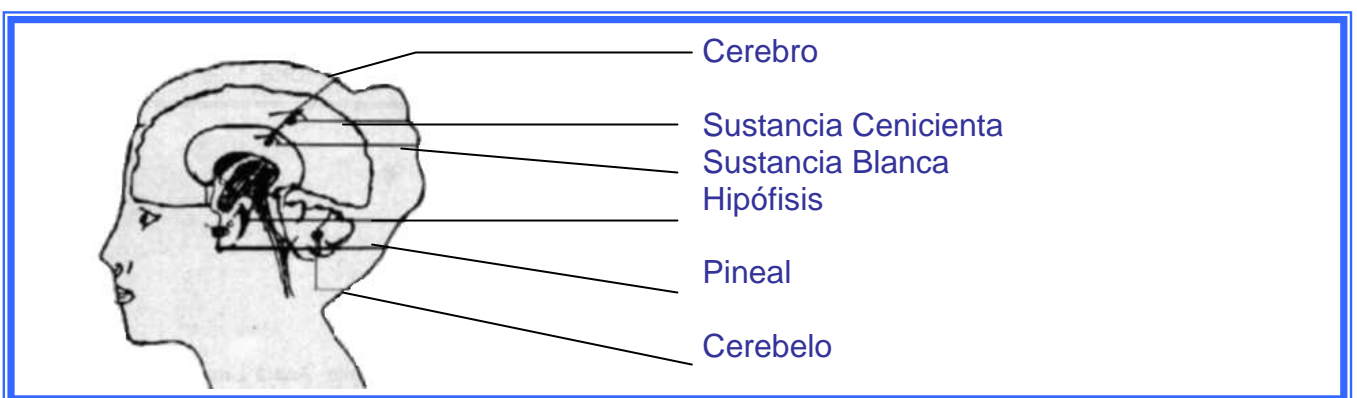 Cerebro
Sustancia Cenicienta
Sustancia Blanca
Hipófisis
Pineal
Cerebelo